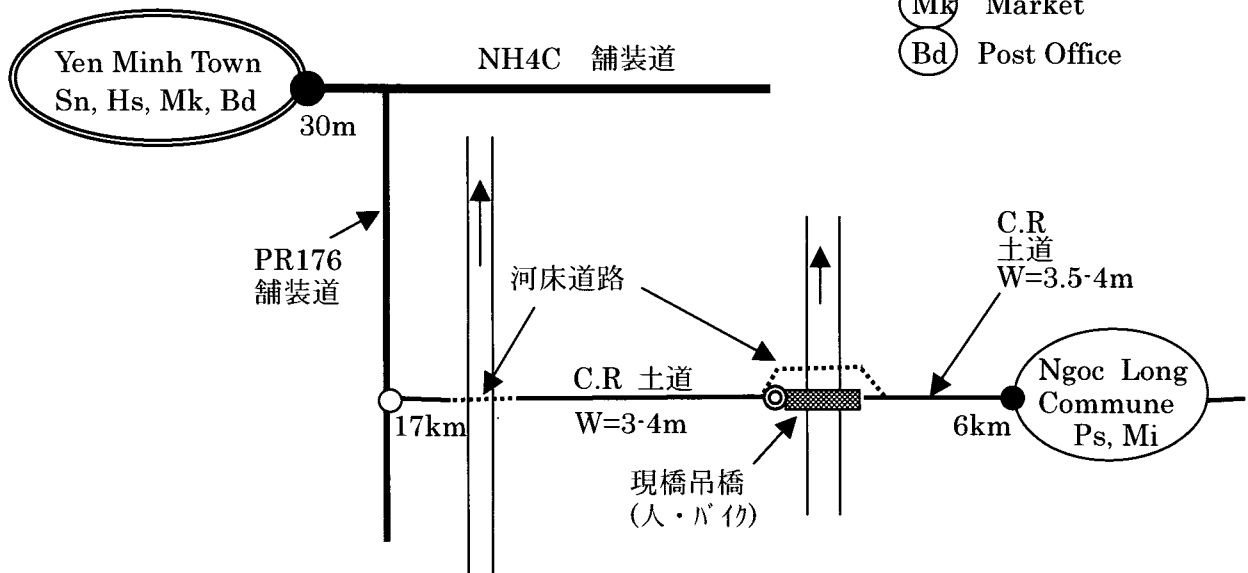 Mk Market
Bd Post Office
Yen Minh Town
Sn, Hs, Mk, Bd
30m
NH4C 舗装道
PR176
舗装道
河床道路
C.R
土道
W=3.5-4m
17km
C.R 土道
W=3-4m
6km
Ngoc Long
Commune
Ps, Mi
現橋吊橋
(人・ﾊﾞｲｸ)